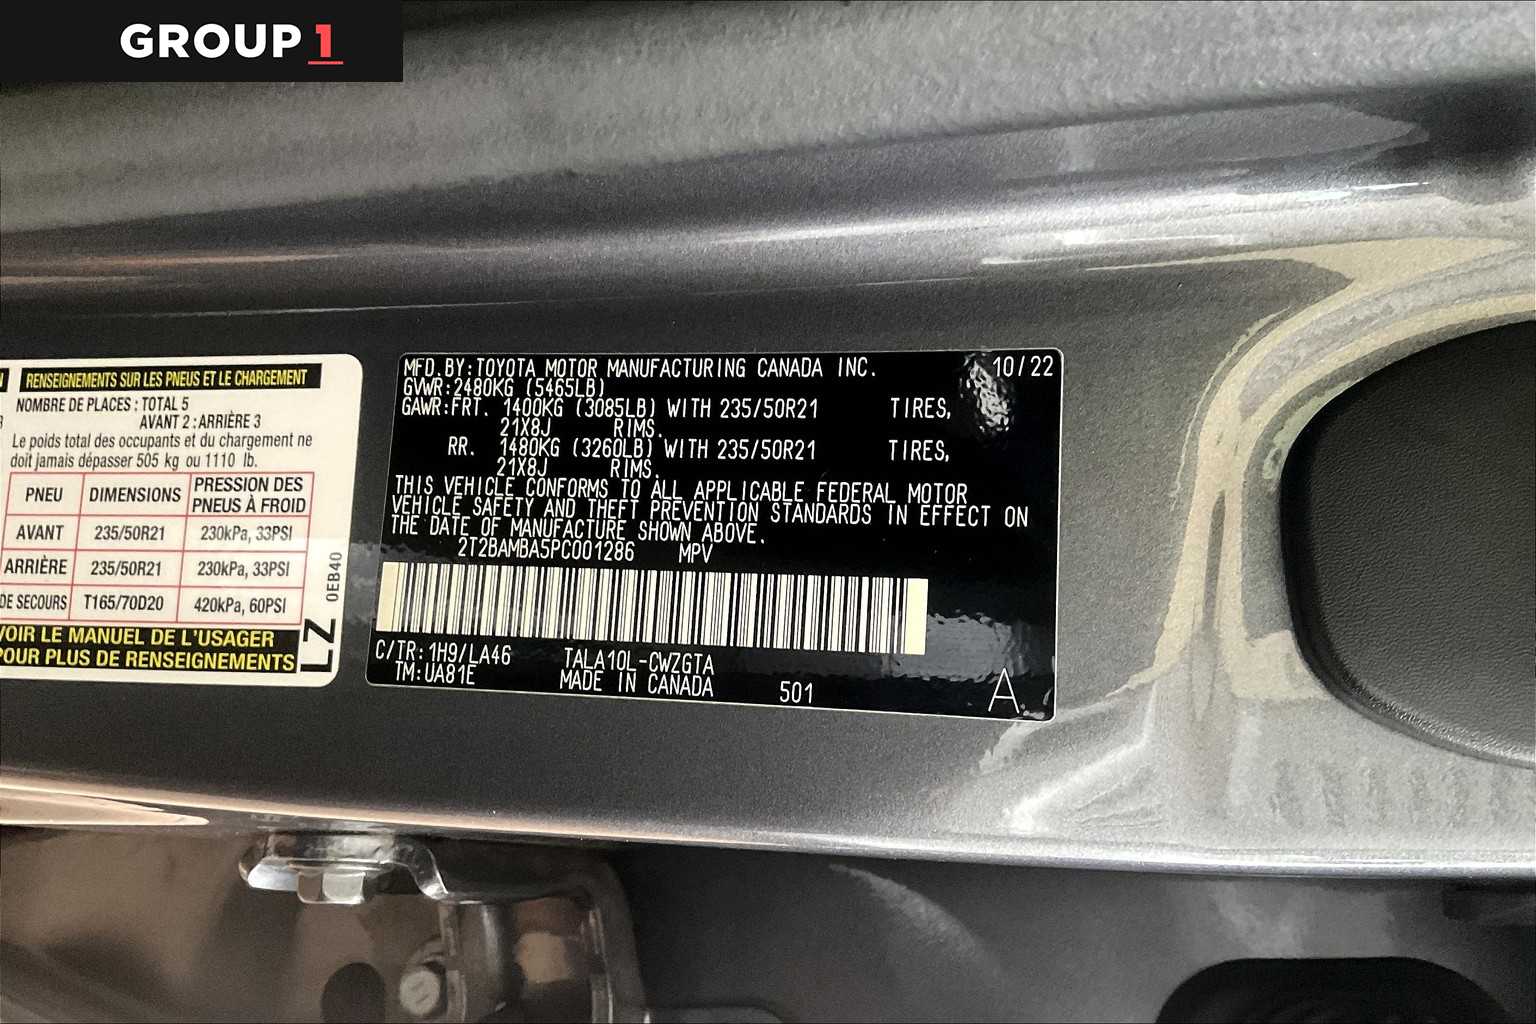 GROUP 1
RENSEIGNEMENTS SUR LES PNEUS ET LE CHARGEMENT
NOMBRE DE PLACES : TOTAL 5
AVANT 2 : ARRIÈRE 3
Le poids total des occupants et du chargement ne
doit jamais dépasser 505 kg ou 1110 lb.
PNEU DIMENSIONS PRESSION DES PNEUS À FROID
AVANT 235/50R21 230kPa, 33PSI
ARRIÈRE 235/50R21 230kPa, 33PSI
DE SECOURS T165/70D20 420kPa, 60PSI
VOIR LE MANUEL DE L'USAGER
POUR PLUS DE RENSEIGNEMENTS
0EB40
LZ
MFD. BY: TOYOTA MOTOR MANUFACTURING CANADA INC. 10/22
GVWR: 2480KG (5465LB)
GAWR: FRT. 1400KG (3085LB) WITH 235/50R21 TIRES,
21X8J RIMS.
RR. 1480KG (3260LB) WITH 235/50R21 TIRES,
21X8J RIMS.
THIS VEHICLE CONFORMS TO ALL APPLICABLE FEDERAL MOTOR
VEHICLE SAFETY AND THEFT PREVENTION STANDARDS IN EFFECT ON
THE DATE OF MANUFACTURE SHOWN ABOVE.
2T2BAMBA5PC001286 MPV
C/TR: 1H9/LA46 TALA10L-CWZGTA
TM: UA81E MADE IN CANADA 501 A